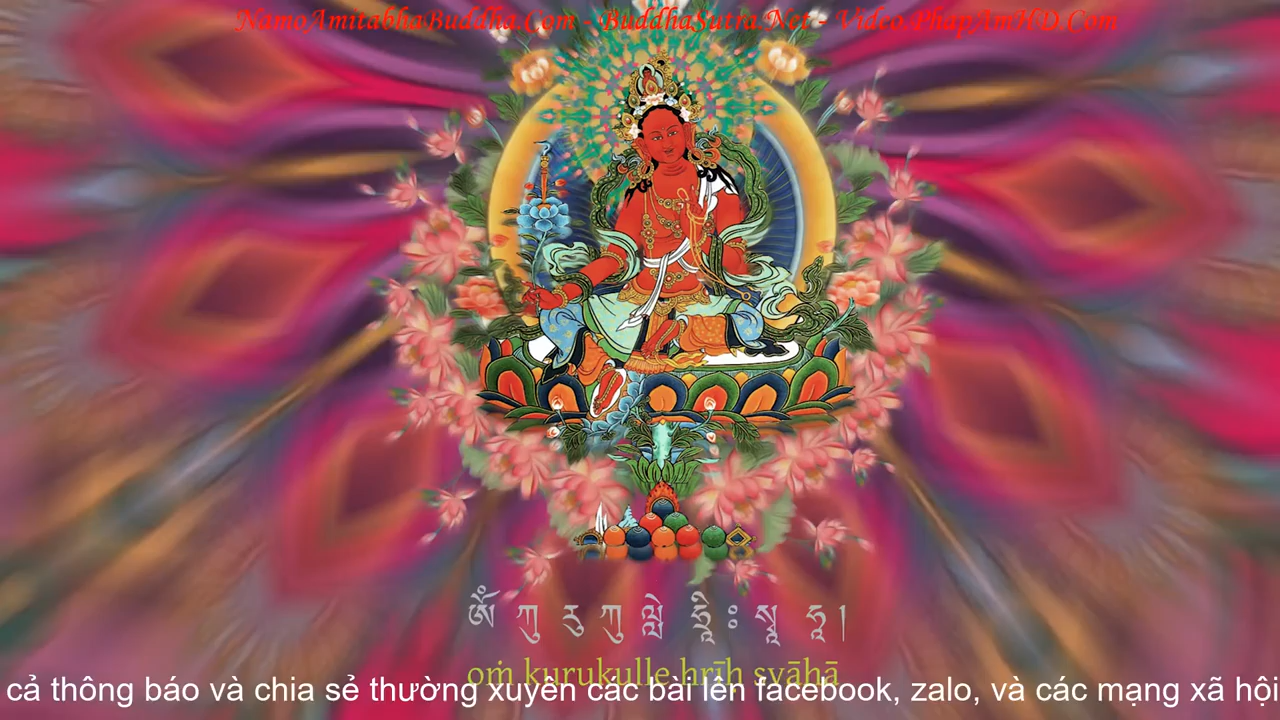 NamoAmitabhaBuddha.Com - BuddhaSutra.Net - Video.PhapAmHD.Com
ༀ ཀུ རུ ཀུ ལླེ ཧྲཱིཿ སྭཱ ཧཱ།
oṁ kurukulle hrīḥ svāhā
cả thông báo và chia sẻ thường xuyên các bài lên facebook, zalo, và các mạng xã hội